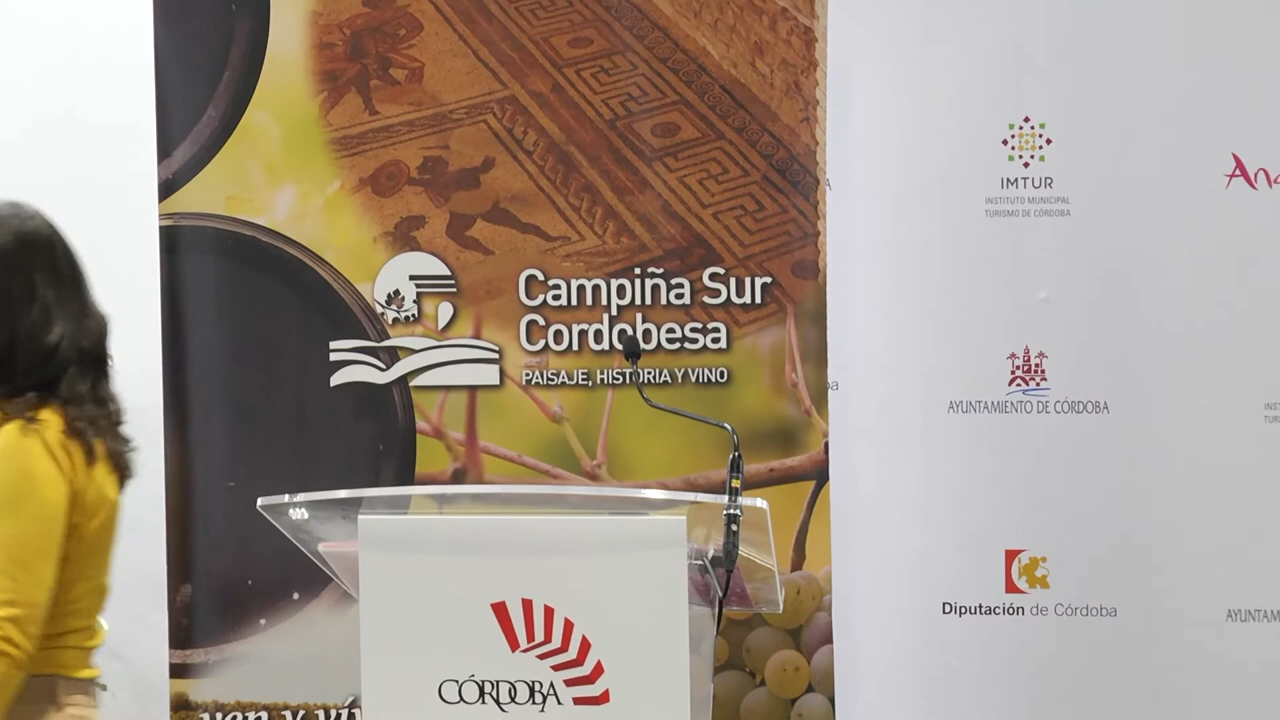 Campiña Sur
Cordobesa
PAISAJE, HISTORIA Y VINO
ven y
CÓRDOBA
IMTUR
INSTITUTO MUNICIPAL
TURISMO DE CÓRDOBA
AYUNTAMIENTO DE CÓRDOBA
Diputación de Córdoba